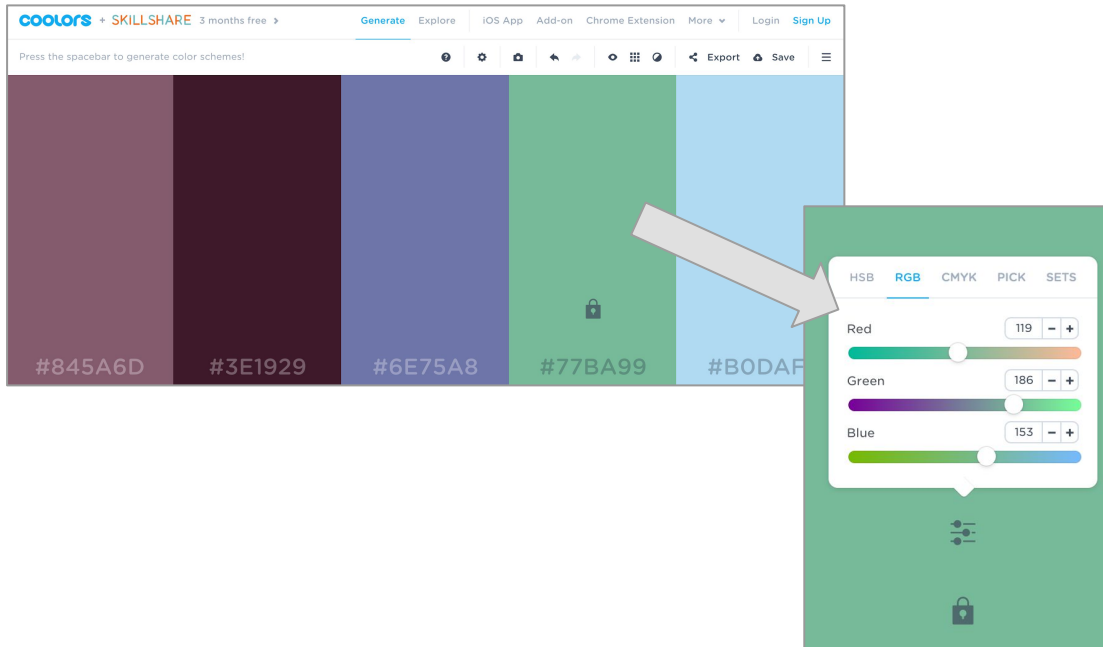 coolors + SKILLSHARE 3 months free > Generate Explore iOS App Add-on Chrome Extension More Login Sign Up
Press the spacebar to generate color schemes! Export Save
#845A6D #3E1929 #6E75A8 #77BA99 #B0DAF
HSB RGB CMYK PICK SETS
Red 119 − +
Green 186 − +
Blue 153 − +